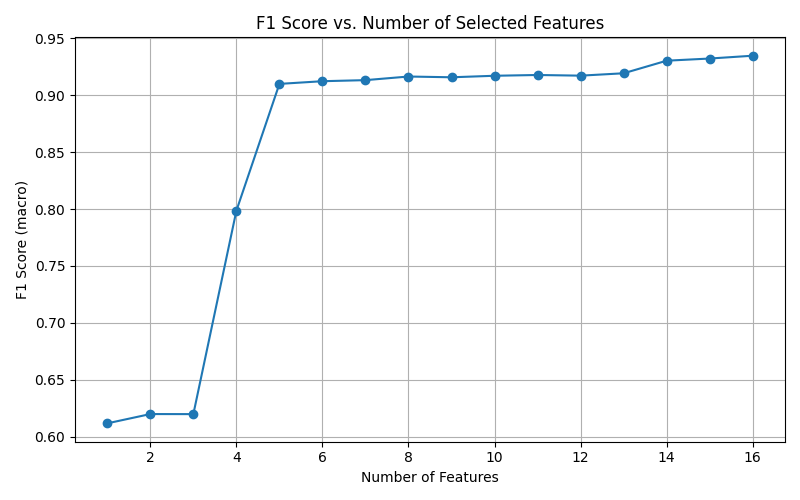 F1 Score vs. Number of Selected Features
0.95
0.90
0.85
0.80
0.75
0.70
0.65
0.60
F1 Score (macro)
2 4 6 8 10 12 14 16
Number of Features